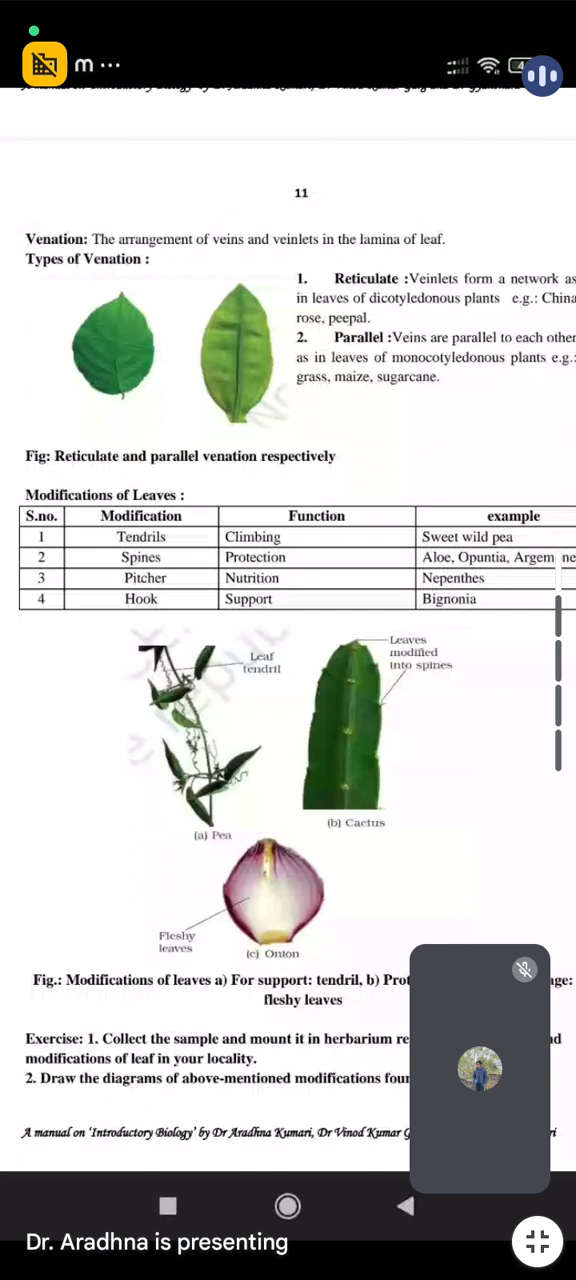 m ...
11
Venation: The arrangement of veins and veinlets in the lamina of leaf.
Types of Venation :
1. Reticulate :Veinlets form a network as
in leaves of dicotyledonous plants e.g.: China
rose, peepal.
2. Parallel :Veins are parallel to each other
as in leaves of monocotyledonous plants e.g.:
grass, maize, sugarcane.
Fig: Reticulate and parallel venation respectively
Modifications of Leaves :
S.no. Modification Function example
1 Tendrils Climbing Sweet wild pea
2 Spines Protection Aloe, Opuntia, Argem ne
3 Pitcher Nutrition Nepenthes
4 Hook Support Bignonia
Leaf
tendril
Leaves
modified
into spines
(a) Pea
(b) Cactus
Fleshy
leaves
(c) Onion
Fig.: Modifications of leaves a) For support: tendril, b) Prot age:
fleshy leaves
Exercise: 1. Collect the sample and mount it in herbarium re d
modifications of leaf in your locality.
2. Draw the diagrams of above-mentioned modifications four
A manual on 'Introductory Biology' by Dr Aradhna Kumari, Dr Vinod Kumar G ri
Dr. Aradhna is presenting